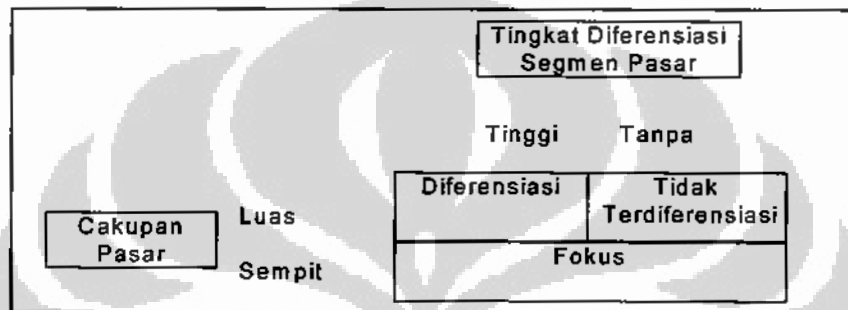 Tingkat Diferensiasi
Segmen Pasar
Tinggi Tanpa
Diferensiasi Tidak
Terdiferensiasi
Cakupan
Pasar
Luas
Sempit
Fokus